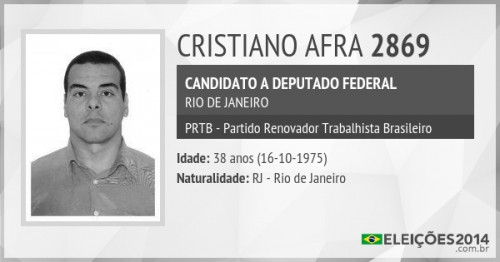 CRISTIANO AFRA 2869
CANDIDATO A DEPUTADO FEDERAL
RIO DE JANEIRO
PRTB - Partido Renovador Trabalhista Brasileiro
Idade: 38 anos (16-10-1975)
Naturalidade: RJ - Rio de Janeiro
ELEIÇÕES2014
.com.br